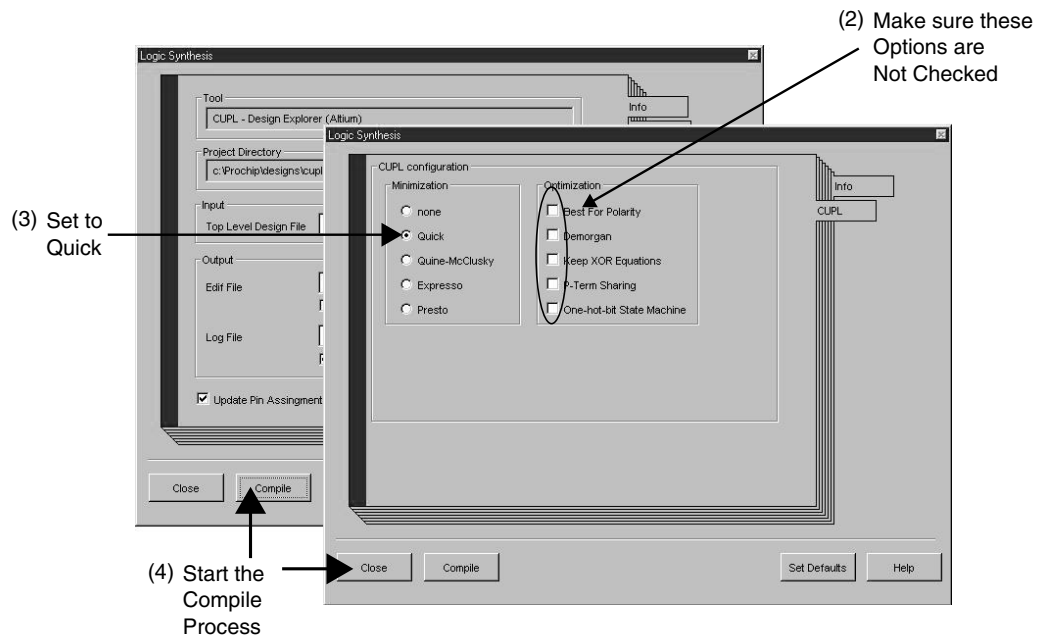 (2) Make sure these
Options are
Not Checked
Logic Synthesis
Tool
Info
CUPL - Design Explorer (Altium)
Project Directory
c:\Prochip\designs\cupl
Input
Top Level Design File
Output
Edif File
Log File
Update Pin Assingment
Close
Compile
Logic Synthesis
CUPL configuration
Info
CUPL
Minimization
none
Quick
Quine-McClusky
Expresso
Presto
Optimization
Best For Polarity
Demorgan
Keep XOR Equations
P-Term Sharing
One-hot-bit State Machine
Close
Compile
Set Defaults
Help
(3) Set to
Quick
(4) Start the
Compile
Process